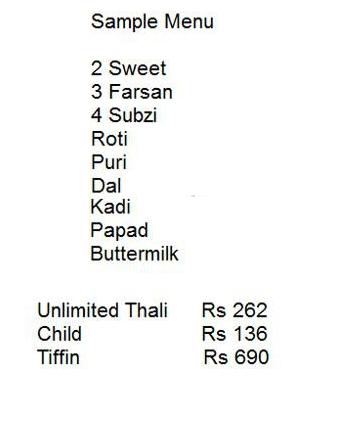 Sample Menu
2 Sweet
3 Farsan
4 Subzi
Roti
Puri
Dal
Kadi
Papad
Buttermilk
Unlimited Thali Rs 262
Child Rs 136
Tiffin Rs 690